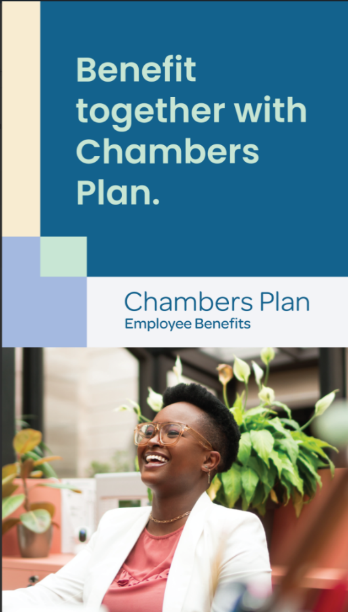 Benefit
together with
Chambers
Plan.
Chambers Plan
Employee Benefits